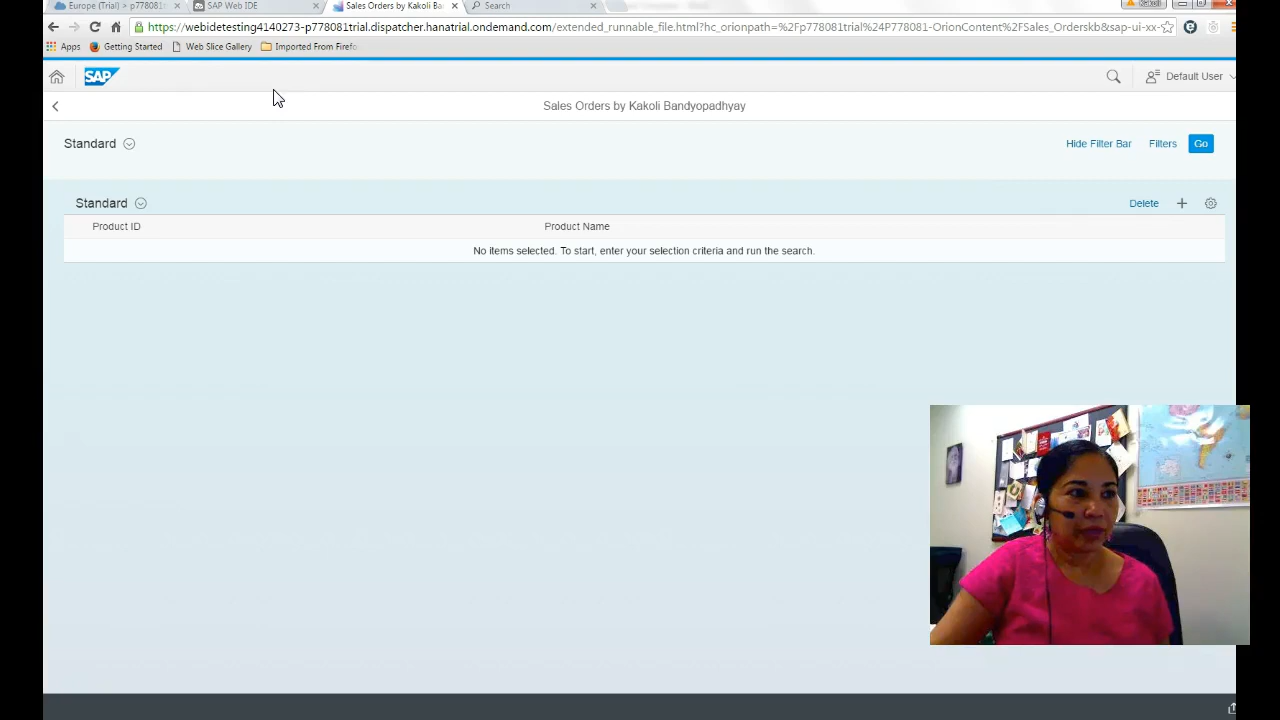 Europe (Trial) > p778081 SAP Web IDE Sales Orders by Kakoli Ba Search
https://webidetesting4140273-p778081trial.dispatcher.hanatrial.ondemand.com/extended_runnable_file.html?hc_orionpath=%2Fp778081trial%24P778081-OrionContent%2FSales_Orderskb&sap-ui-xx-
Apps Getting Started Web Slice Gallery Imported From Firefo
SAP Default User
Sales Orders by Kakoli Bandyopadhyay
Standard Hide Filter Bar Filters Go
Standard Delete
Product ID Product Name
No items selected. To start, enter your selection criteria and run the search.